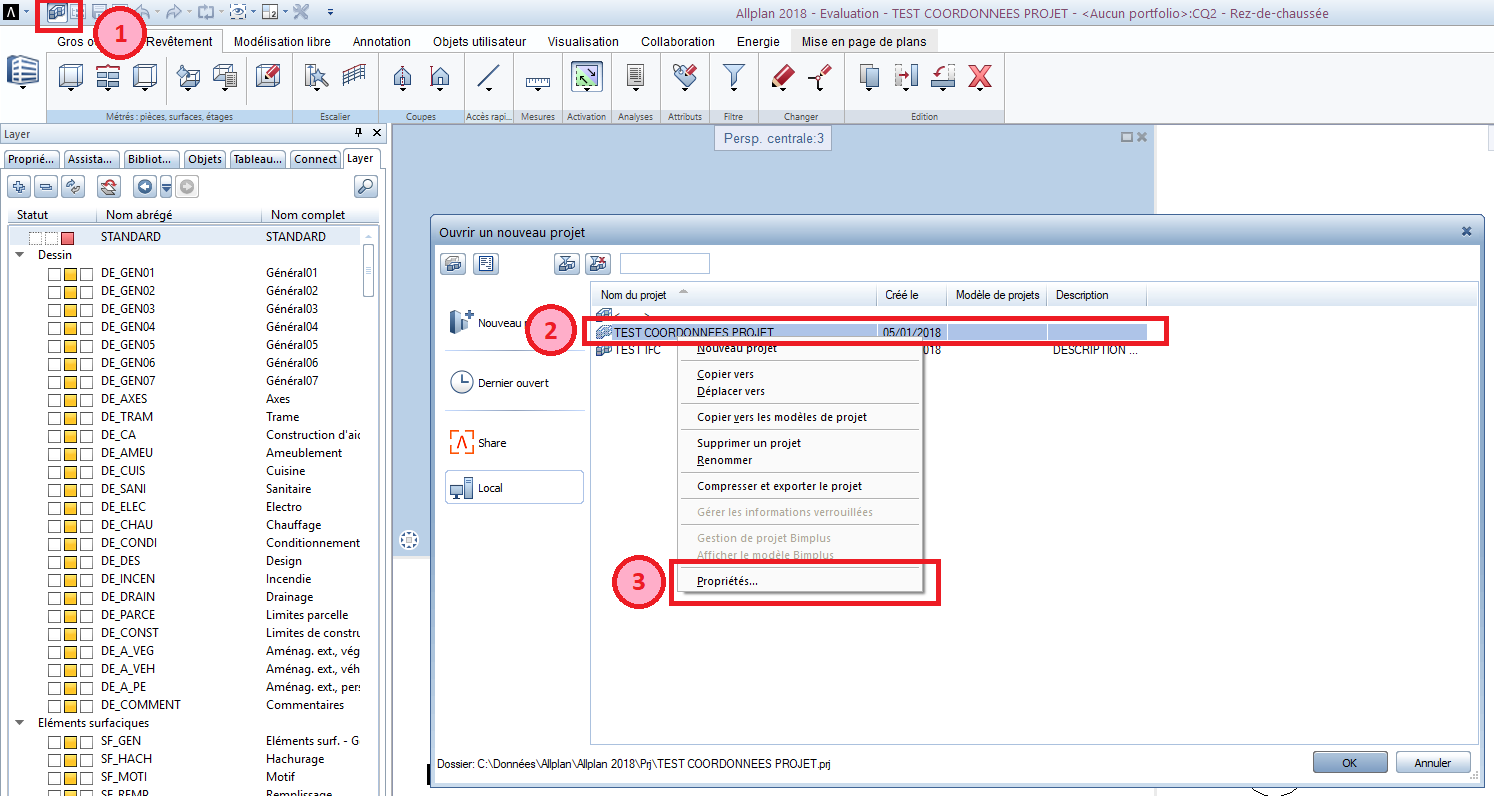 Allplan 2018 - Evaluation - TEST COORDONNEES PROJET - <Aucun portfolio>:CQ2 - Rez-de-chaussée
1
Gros Revêtement Modélisation libre Annotation Objets utilisateur Visualisation Collaboration Energie Mise en page de plans
Métrés : pièces, surfaces, étages Escalier Coupes Accès rapi... Mesures Activation Analyses Attributs Filtre Changer Edition
Layer
Proprié... Assista... Bibliot... Objets Tableau... Connect Layer
Statut Nom abrégé Nom complet
STANDARD STANDARD
Dessin
DE_GEN01 Général01
DE_GEN02 Général02
DE_GEN03 Général03
DE_GEN04 Général04
DE_GEN05 Général05
DE_GEN06 Général06
DE_GEN07 Général07
DE_AXES Axes
DE_TRAM Trame
DE_CA Construction d'aic
DE_AMEU Ameublement
DE_CUIS Cuisine
DE_SANI Sanitaire
DE_ELEC Electro
DE_CHAU Chauffage
DE_CONDI Conditionnement
DE_DES Design
DE_INCEN Incendie
DE_DRAIN Drainage
DE_PARCE Limites parcelle
DE_CONST Limites de constru
DE_A_VEG Aménag. ext., vég
DE_A_VEH Aménag. ext., véh
DE_A_PE Aménag. ext., per
DE_COMMENT Commentaires
Eléments surfaciques
SF_GEN Eléments surf. - G
SF_HACH Hachurage
SF_MOTI Motif
SF_REMP Remplissage
Persp. centrale:3
Ouvrir un nouveau projet
Nouveau
Dernier ouvert
Share
Local
Nom du projet Créé le Modèle de projets Description
2
TEST COORDONNEES PROJET 05/01/2018
TEST IFC 018 DESCRIPTION ...
Nouveau projet
Copier vers
Déplacer vers
Copier vers les modèles de projet
Supprimer un projet
Renommer
Compresser et exporter le projet
Gérer les informations verrouillées
Gestion de projet Bimplus
Afficher le modèle Bimplus
3
Propriétés...
Dossier: C:\Données\Allplan\Allplan 2018\Prj\TEST COORDONNEES PROJET.prj
OK Annuler